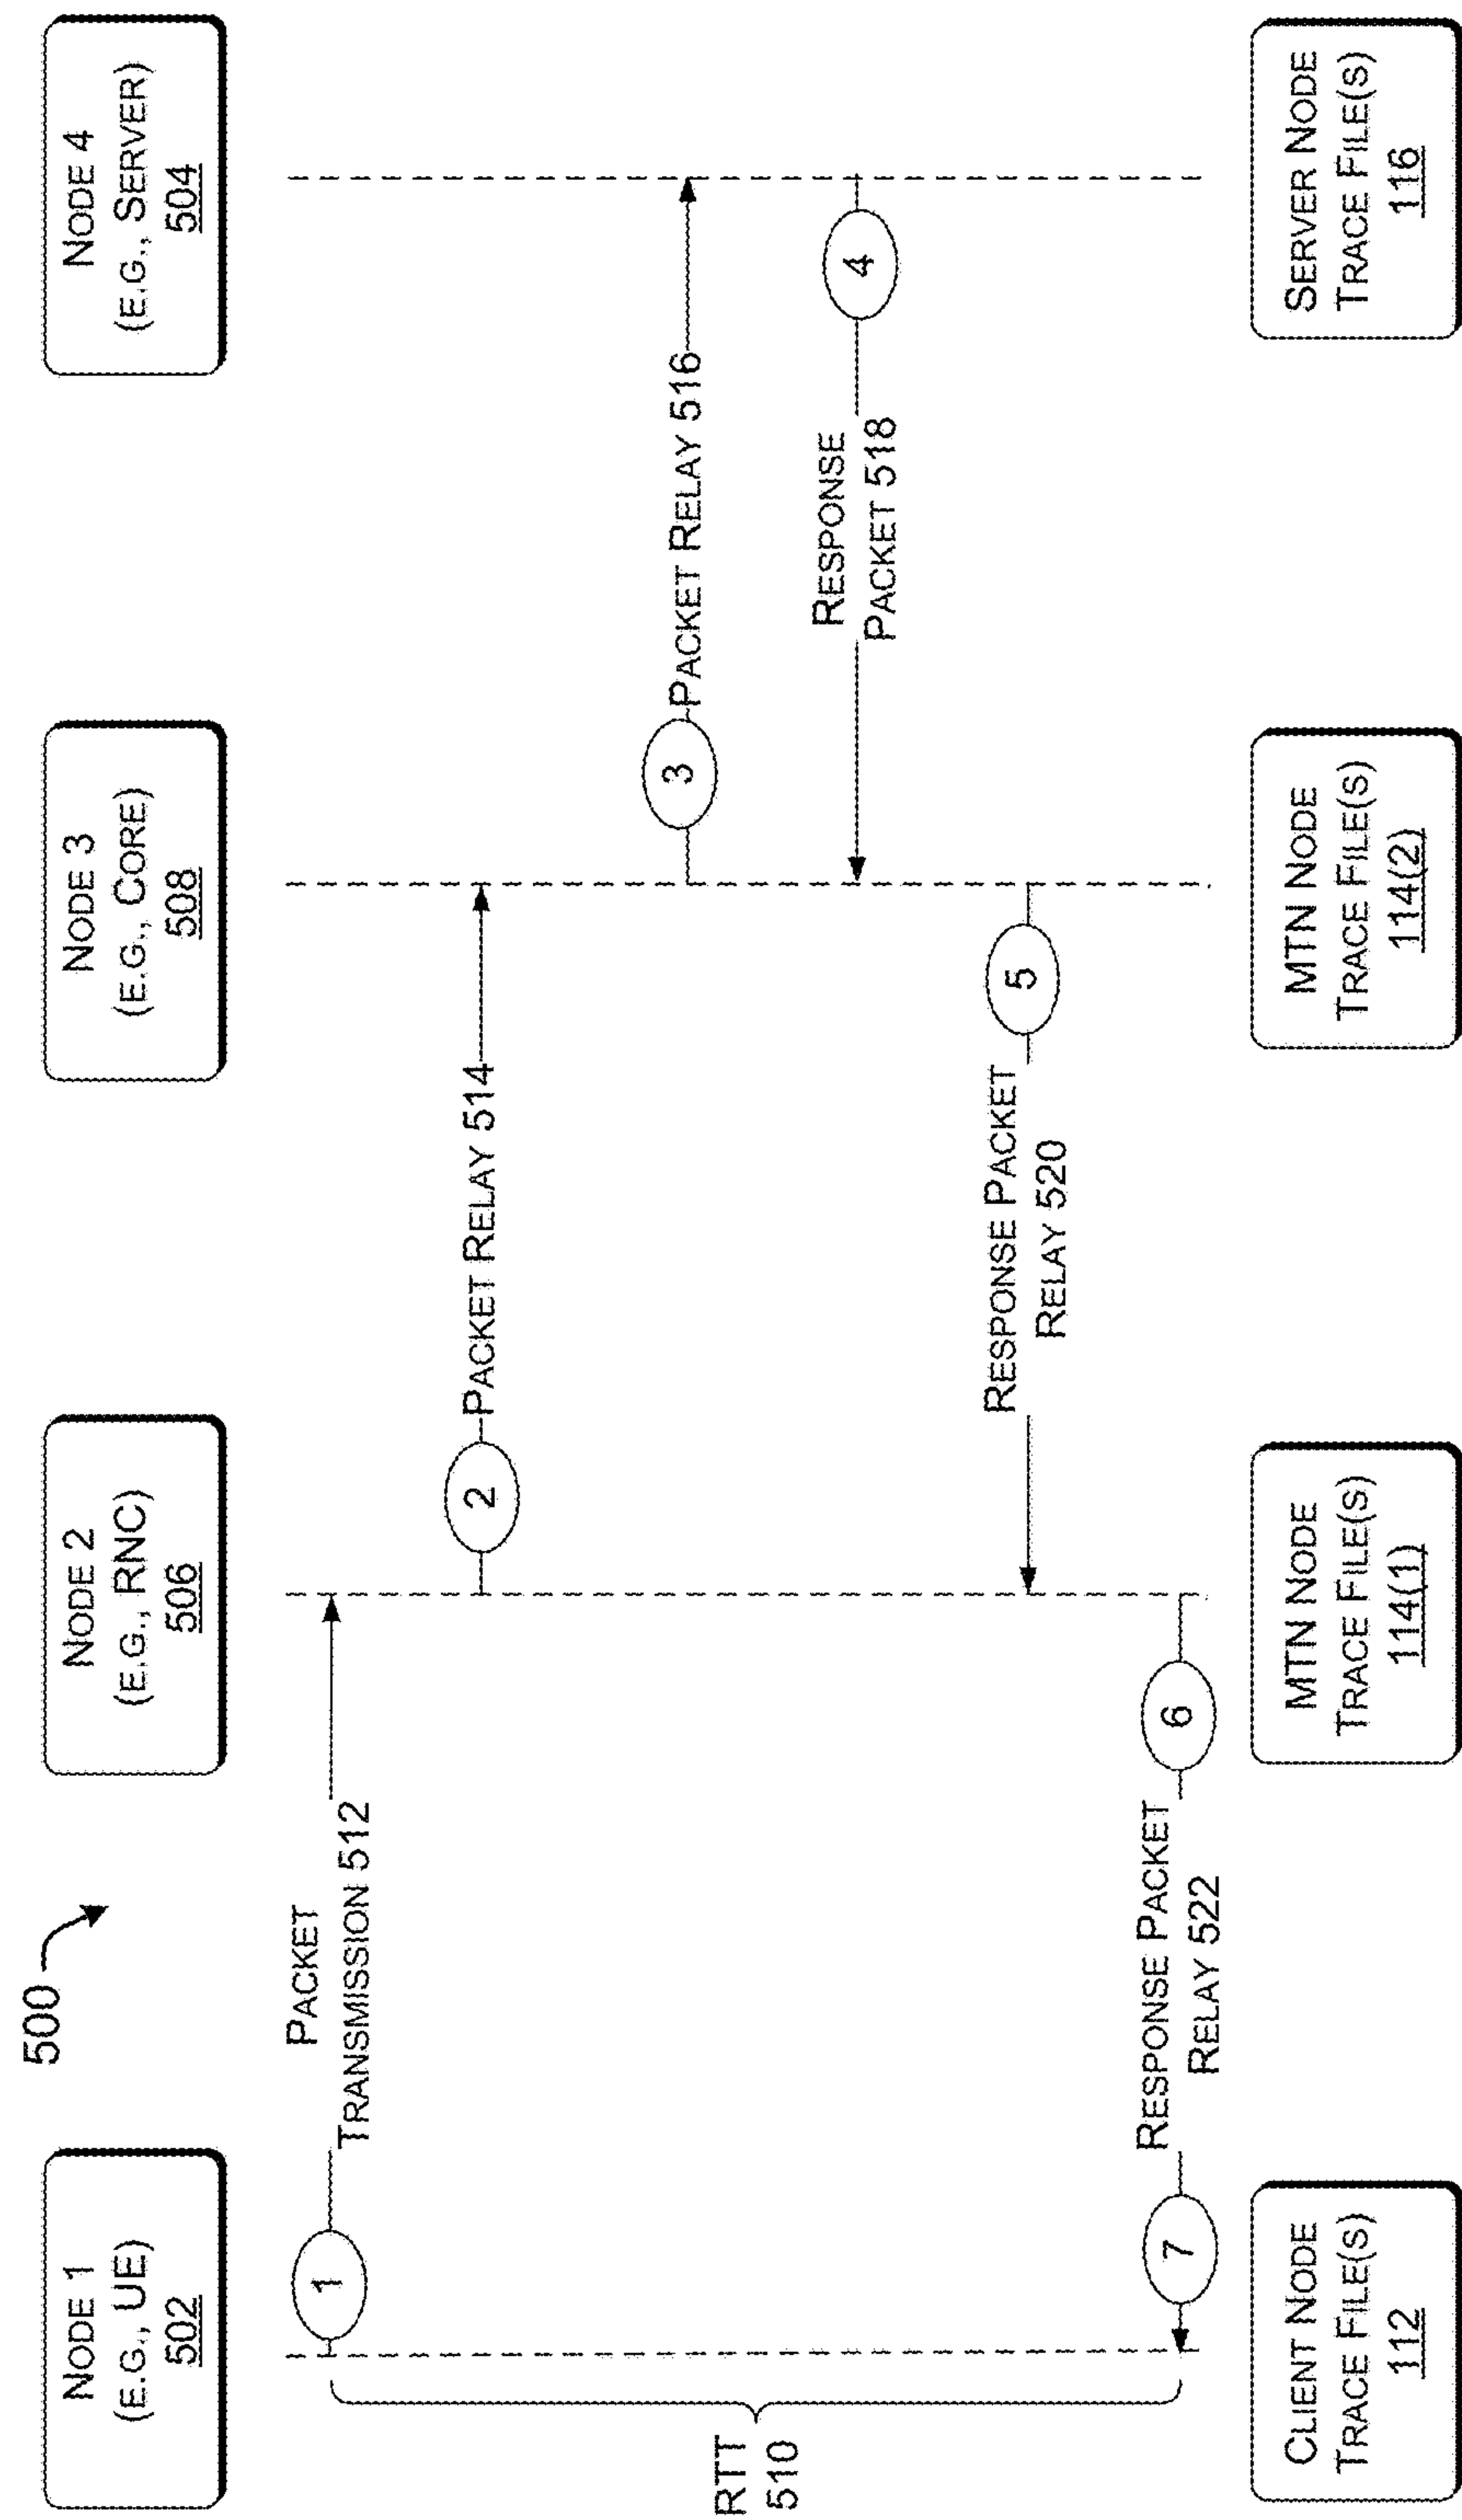 500
NODE 1
(E.G., UE)
502
NODE 2
(E.G., RNC)
506
NODE 3
(E.G., CORE)
508
NODE 4
(E.G., SERVER)
504
RTT
510
1
PACKET
TRANSMISSION 512
2
PACKET RELAY 514
3
PACKET RELAY 516
4
RESPONSE
PACKET 518
5
RESPONSE PACKET
RELAY 520
6
RESPONSE PACKET
RELAY 522
7
CLIENT NODE
TRACE FILE(S)
112
MTN NODE
TRACE FILE(S)
114(1)
MTN NODE
TRACE FILE(S)
114(2)
SERVER NODE
TRACE FILE(S)
116